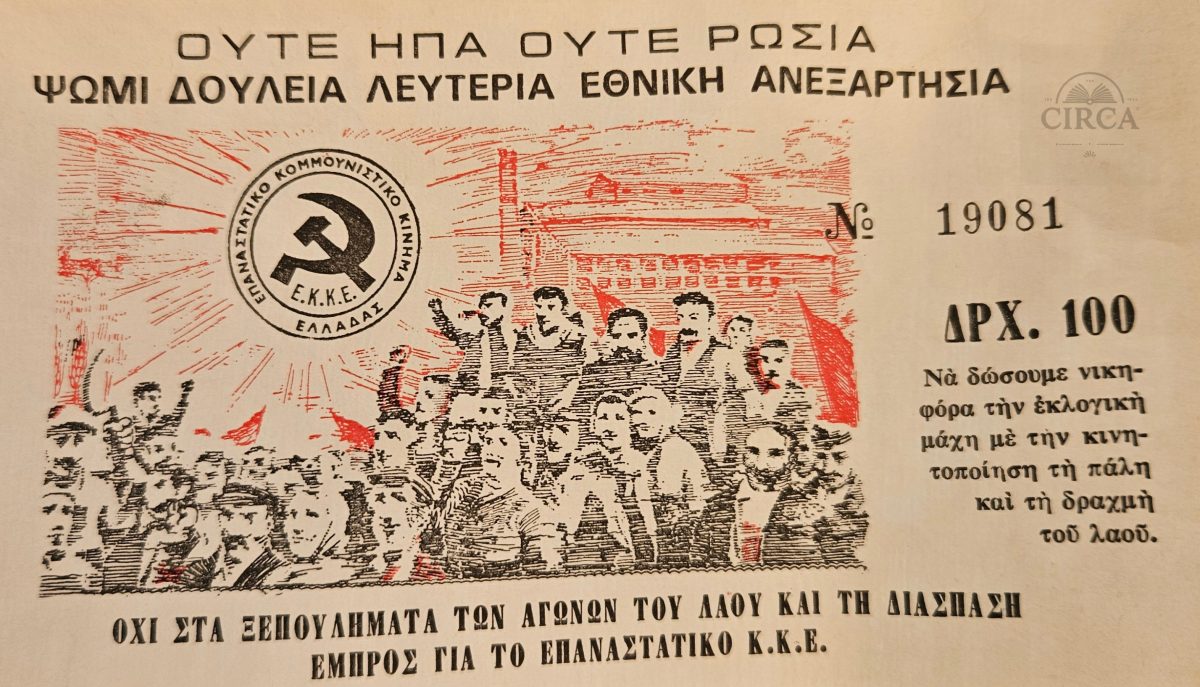 ΟΥΤΕ ΗΠΑ ΟΥΤΕ ΡΩΣΙΑ
ΨΩΜΙ ΔΟΥΛΕΙΑ ΛΕΥΤΕΡΙΑ ΕΘΝΙΚΗ ΑΝΕΞΑΡΤΗΣΙΑ
CIRCA
ΕΠΑΝΑΣΤΑΤΙΚΟ ΚΟΜΜΟΥΝΙΣΤΙΚΟ ΚΙΝΗΜΑ
Ε.Κ.Κ.Ε.
ΕΛΛΑΔΑΣ
№ 19081
ΔΡΧ. 100
Νὰ δώσουμε νικη-
φόρα τὴν ἐκλογικὴ
μάχη μὲ τὴν κινη-
τοποίηση τὴ πάλη
καὶ τὴ δραχμὴ
τοῦ λαοῦ.
ΟΧΙ ΣΤΑ ΞΕΠΟΥΛΗΜΑΤΑ ΤΩΝ ΑΓΩΝΩΝ ΤΟΥ ΛΑΟΥ ΚΑΙ ΤΗ ΔΙΑΣΠΑΣΗ
ΕΜΠΡΟΣ ΓΙΑ ΤΟ ΕΠΑΝΑΣΤΑΤΙΚΟ Κ.Κ.Ε.